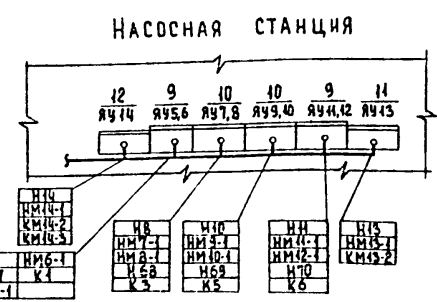 НАСОСНАЯ СТАНЦИЯ
12 9 10 10 9 11
ЯУ14 ЯУ5,6 ЯУ7,8 ЯУ9,10 ЯУ11,12 ЯУ13
Н14
НМ14-1
КМ14-2
КМ14-3
НМ6-1
К1
-1
Н8
НМ7-1
НМ8-1
Н68
К3
Н10
НМ9-1
НМ10-1
Н69
К5
Н11
НМ11-1
НМ12-1
Н70
К6
Н13
НМ13-1
КМ13-2